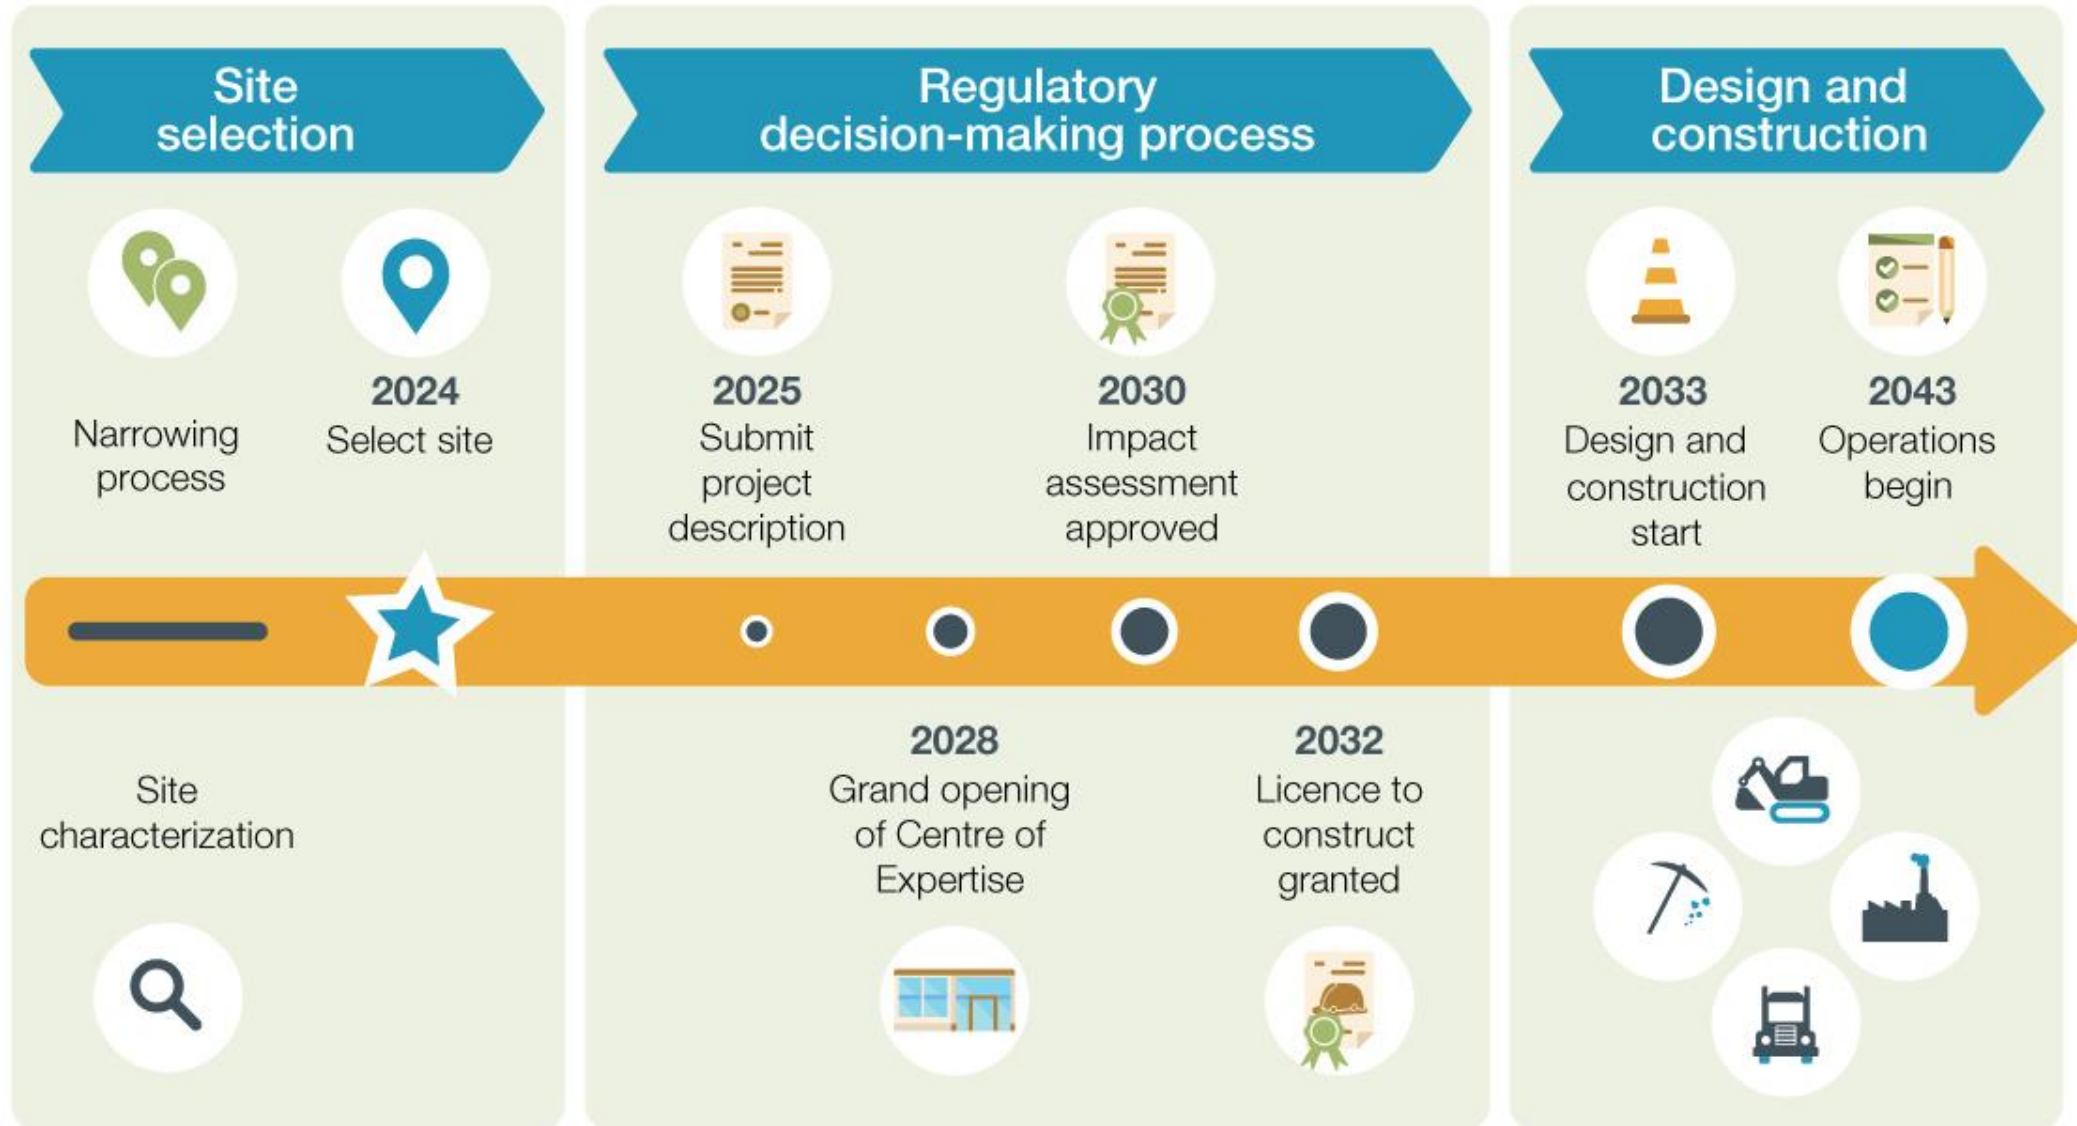 Site
selection
Narrowing
process
2024
Select site
Site
characterization
Regulatory
decision-making process
2025
Submit
project
description
2030
Impact
assessment
approved
2028
Grand opening
of Centre of
Expertise
2032
Licence to
construct
granted
Design and
construction
2033
Design and
construction
start
2043
Operations
begin